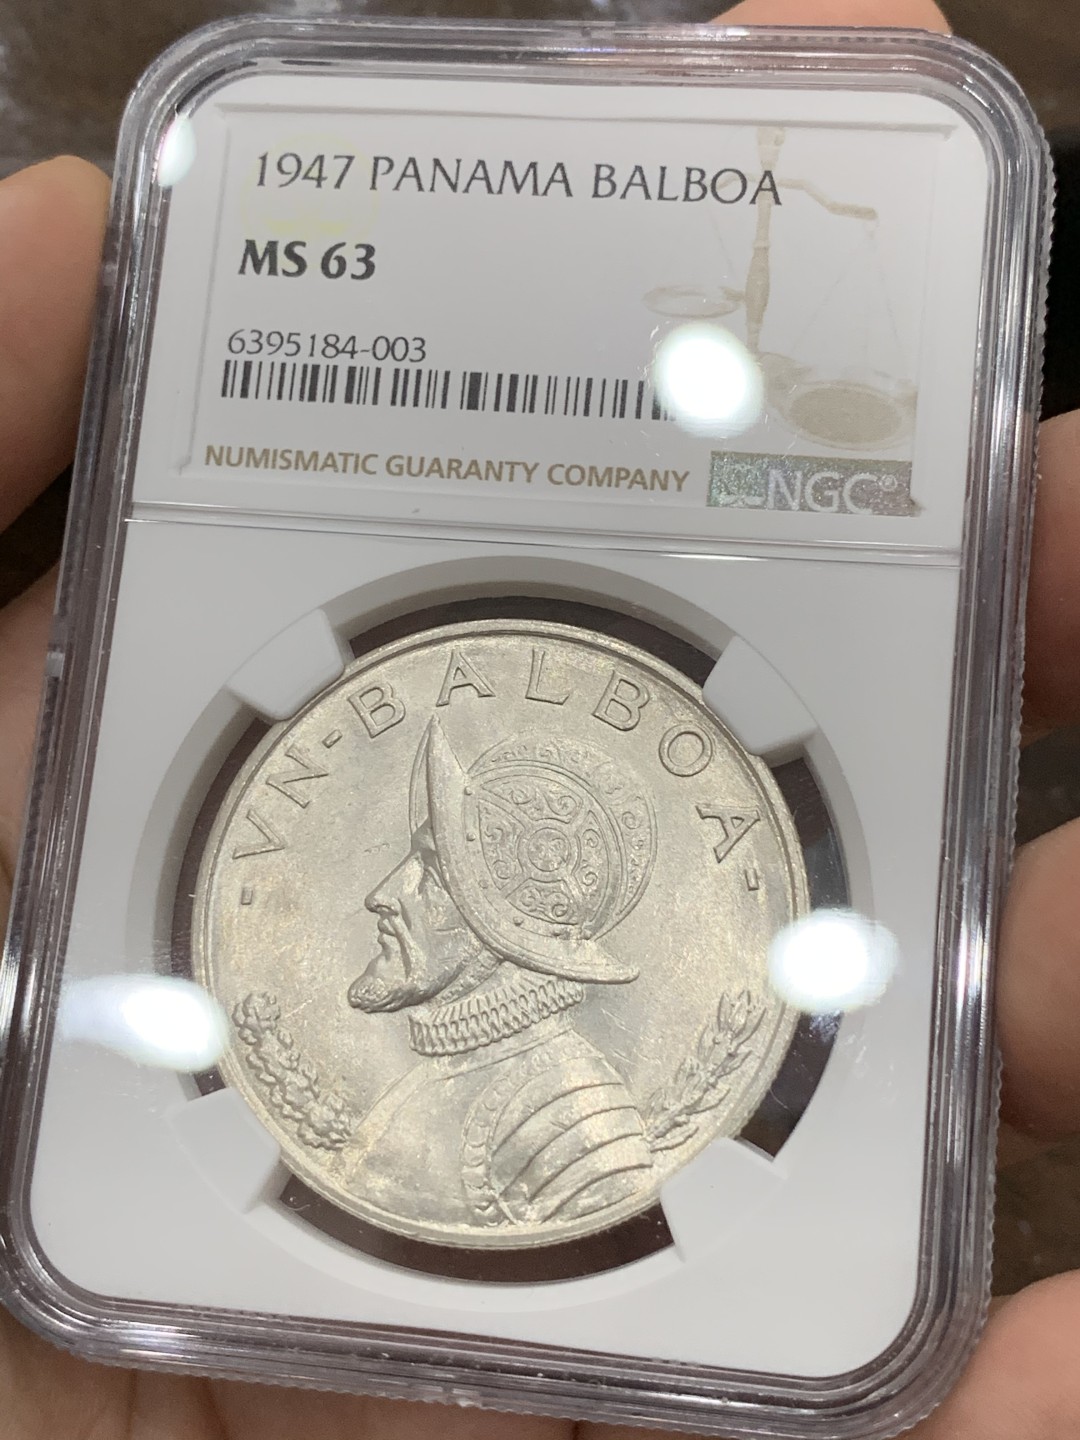 1947 PANAMA BALBOA
MS 63
6395184-003
NUMISMATIC GUARANTY COMPANY
NGC®
-VN-BALBOA-